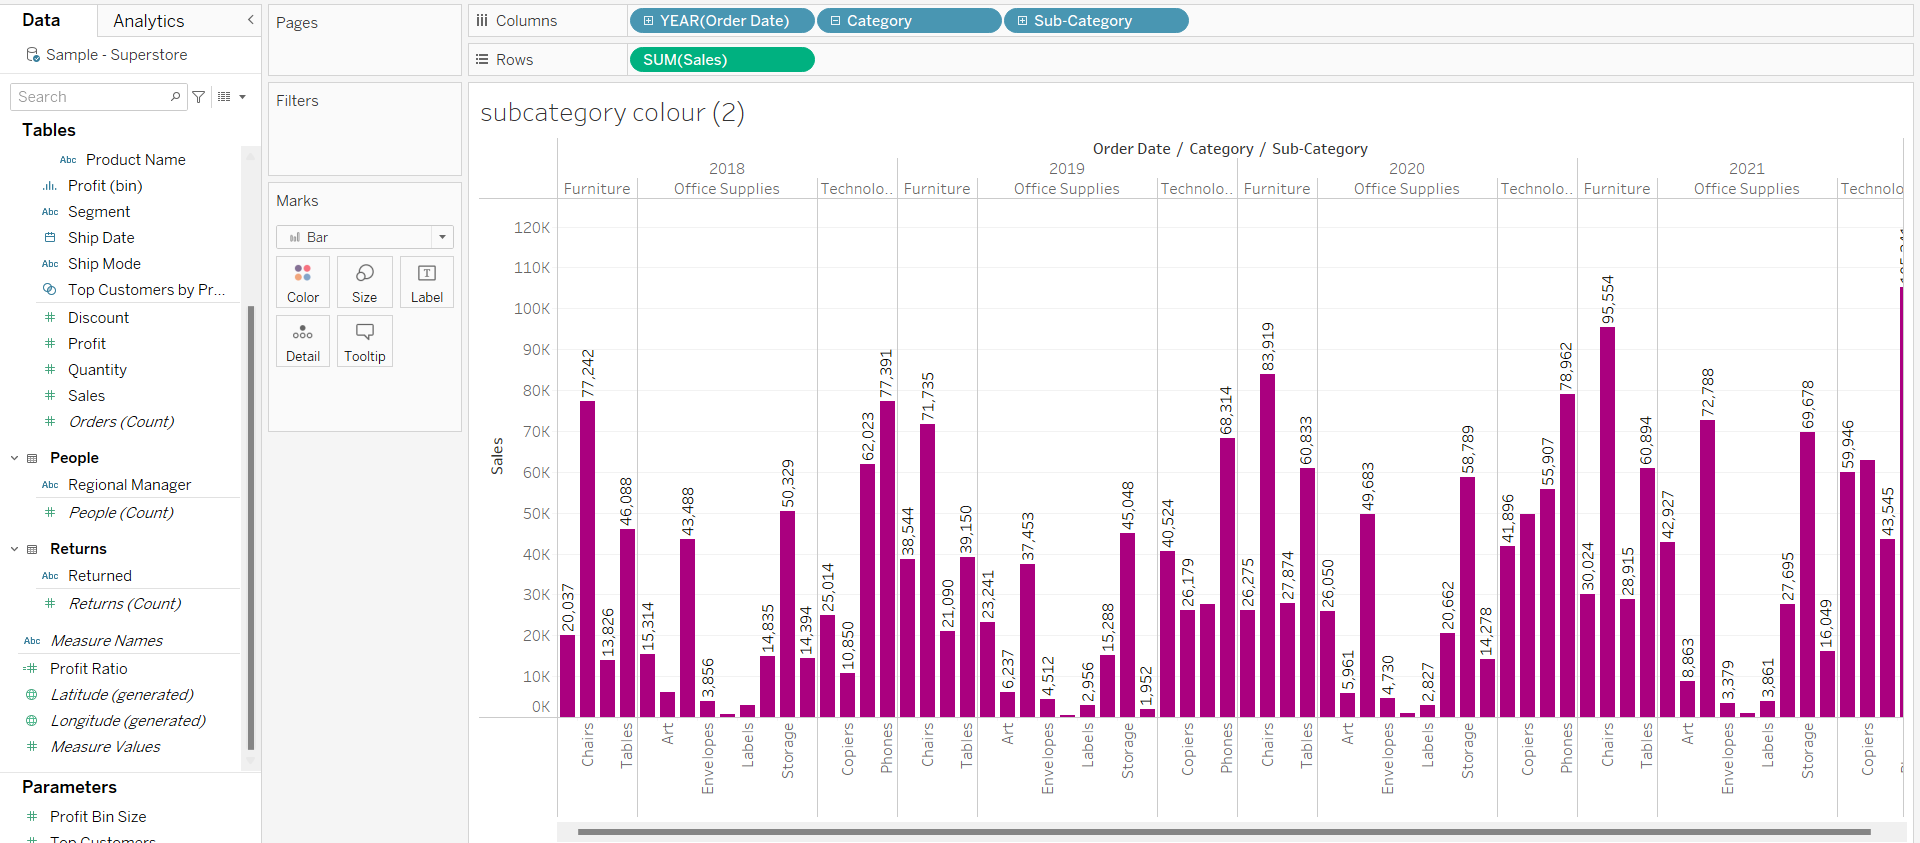 Data
Analytics
Sample - Superstore
Search
Tables
Abc Product Name
Profit (bin)
Abc Segment
Ship Date
Abc Ship Mode
Top Customers by Pr...
# Discount
# Profit
# Quantity
# Sales
# Orders (Count)
People
Abc Regional Manager
# People (Count)
Returns
Abc Returned
# Returns (Count)
Abc Measure Names
=# Profit Ratio
Latitude (generated)
Longitude (generated)
# Measure Values
Parameters
# Profit Bin Size
# Top Customers
Pages
Filters
Marks
Bar
Color Size Label
Detail Tooltip
Columns YEAR(Order Date) Category Sub-Category
Rows SUM(Sales)
subcategory colour (2)
Order Date / Category / Sub-Category
2018 2019 2020 2021
Furniture Office Supplies Technolo.. Furniture Office Supplies Technolo.. Furniture Office Supplies Technolo.. Furniture Office Supplies Technolo
Sales
120K
110K
100K
90K
80K
70K
60K
50K
40K
30K
20K
10K
0K
20,037 77,242 13,826 46,088 15,314 43,488 3,856 14,835 50,329 14,394 25,014 10,850 62,023 77,391
38,544 71,735 21,090 39,150 23,241 6,237 37,453 4,512 2,956 15,288 45,048 1,952 40,524 26,179 68,314
26,275 83,919 27,874 60,833 26,050 5,961 49,683 4,730 2,827 20,662 58,789 14,278 41,896 55,907 78,962
30,024 95,554 28,915 60,894 42,927 8,863 72,788 3,379 3,861 27,695 69,678 16,049 59,946 43,545
Chairs Tables Art Envelopes Labels Storage Copiers Phones Chairs Tables Art Envelopes Labels Storage Copiers Phones Chairs Tables Art Envelopes Labels Storage Copiers Phones Chairs Tables Art Envelopes Labels Storage Copiers